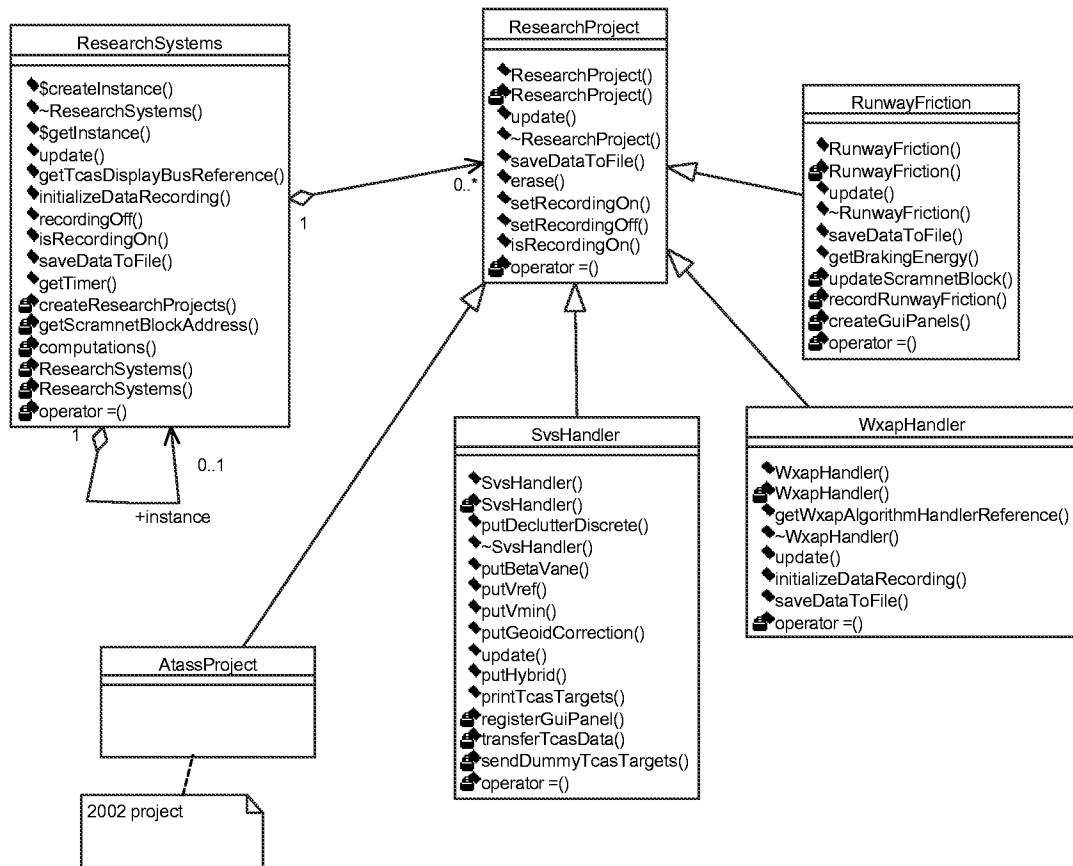 ResearchSystems
$createInstance()
~ResearchSystems()
$getInstance()
update()
getTcasDisplayBusReference()
initializeDataRecording()
recordingOff()
isRecordingOn()
saveDataToFile()
getTimer()
createResearchProjects()
getScramnetBlockAddress()
computations()
ResearchSystems()
ResearchSystems()
operator =()
1
0..1
+instance
1
0..*
ResearchProject
ResearchProject()
ResearchProject()
update()
~ResearchProject()
saveDataToFile()
erase()
setRecordingOn()
setRecordingOff()
isRecordingOn()
operator =()
RunwayFriction
RunwayFriction()
RunwayFriction()
update()
~RunwayFriction()
saveDataToFile()
getBrakingEnergy()
updateScramnetBlock()
recordRunwayFriction()
createGuiPanels()
operator =()
SvsHandler
SvsHandler()
SvsHandler()
putDeclutterDiscrete()
~SvsHandler()
putBetaVane()
putVref()
putVmin()
putGeoidCorrection()
update()
putHybrid()
printTcasTargets()
registerGuiPanel()
transferTcasData()
sendDummyTcasTargets()
operator =()
WxapHandler
WxapHandler()
WxapHandler()
getWxapAlgorithmHandlerReference()
~WxapHandler()
update()
initializeDataRecording()
saveDataToFile()
operator =()
AtassProject
2002 project